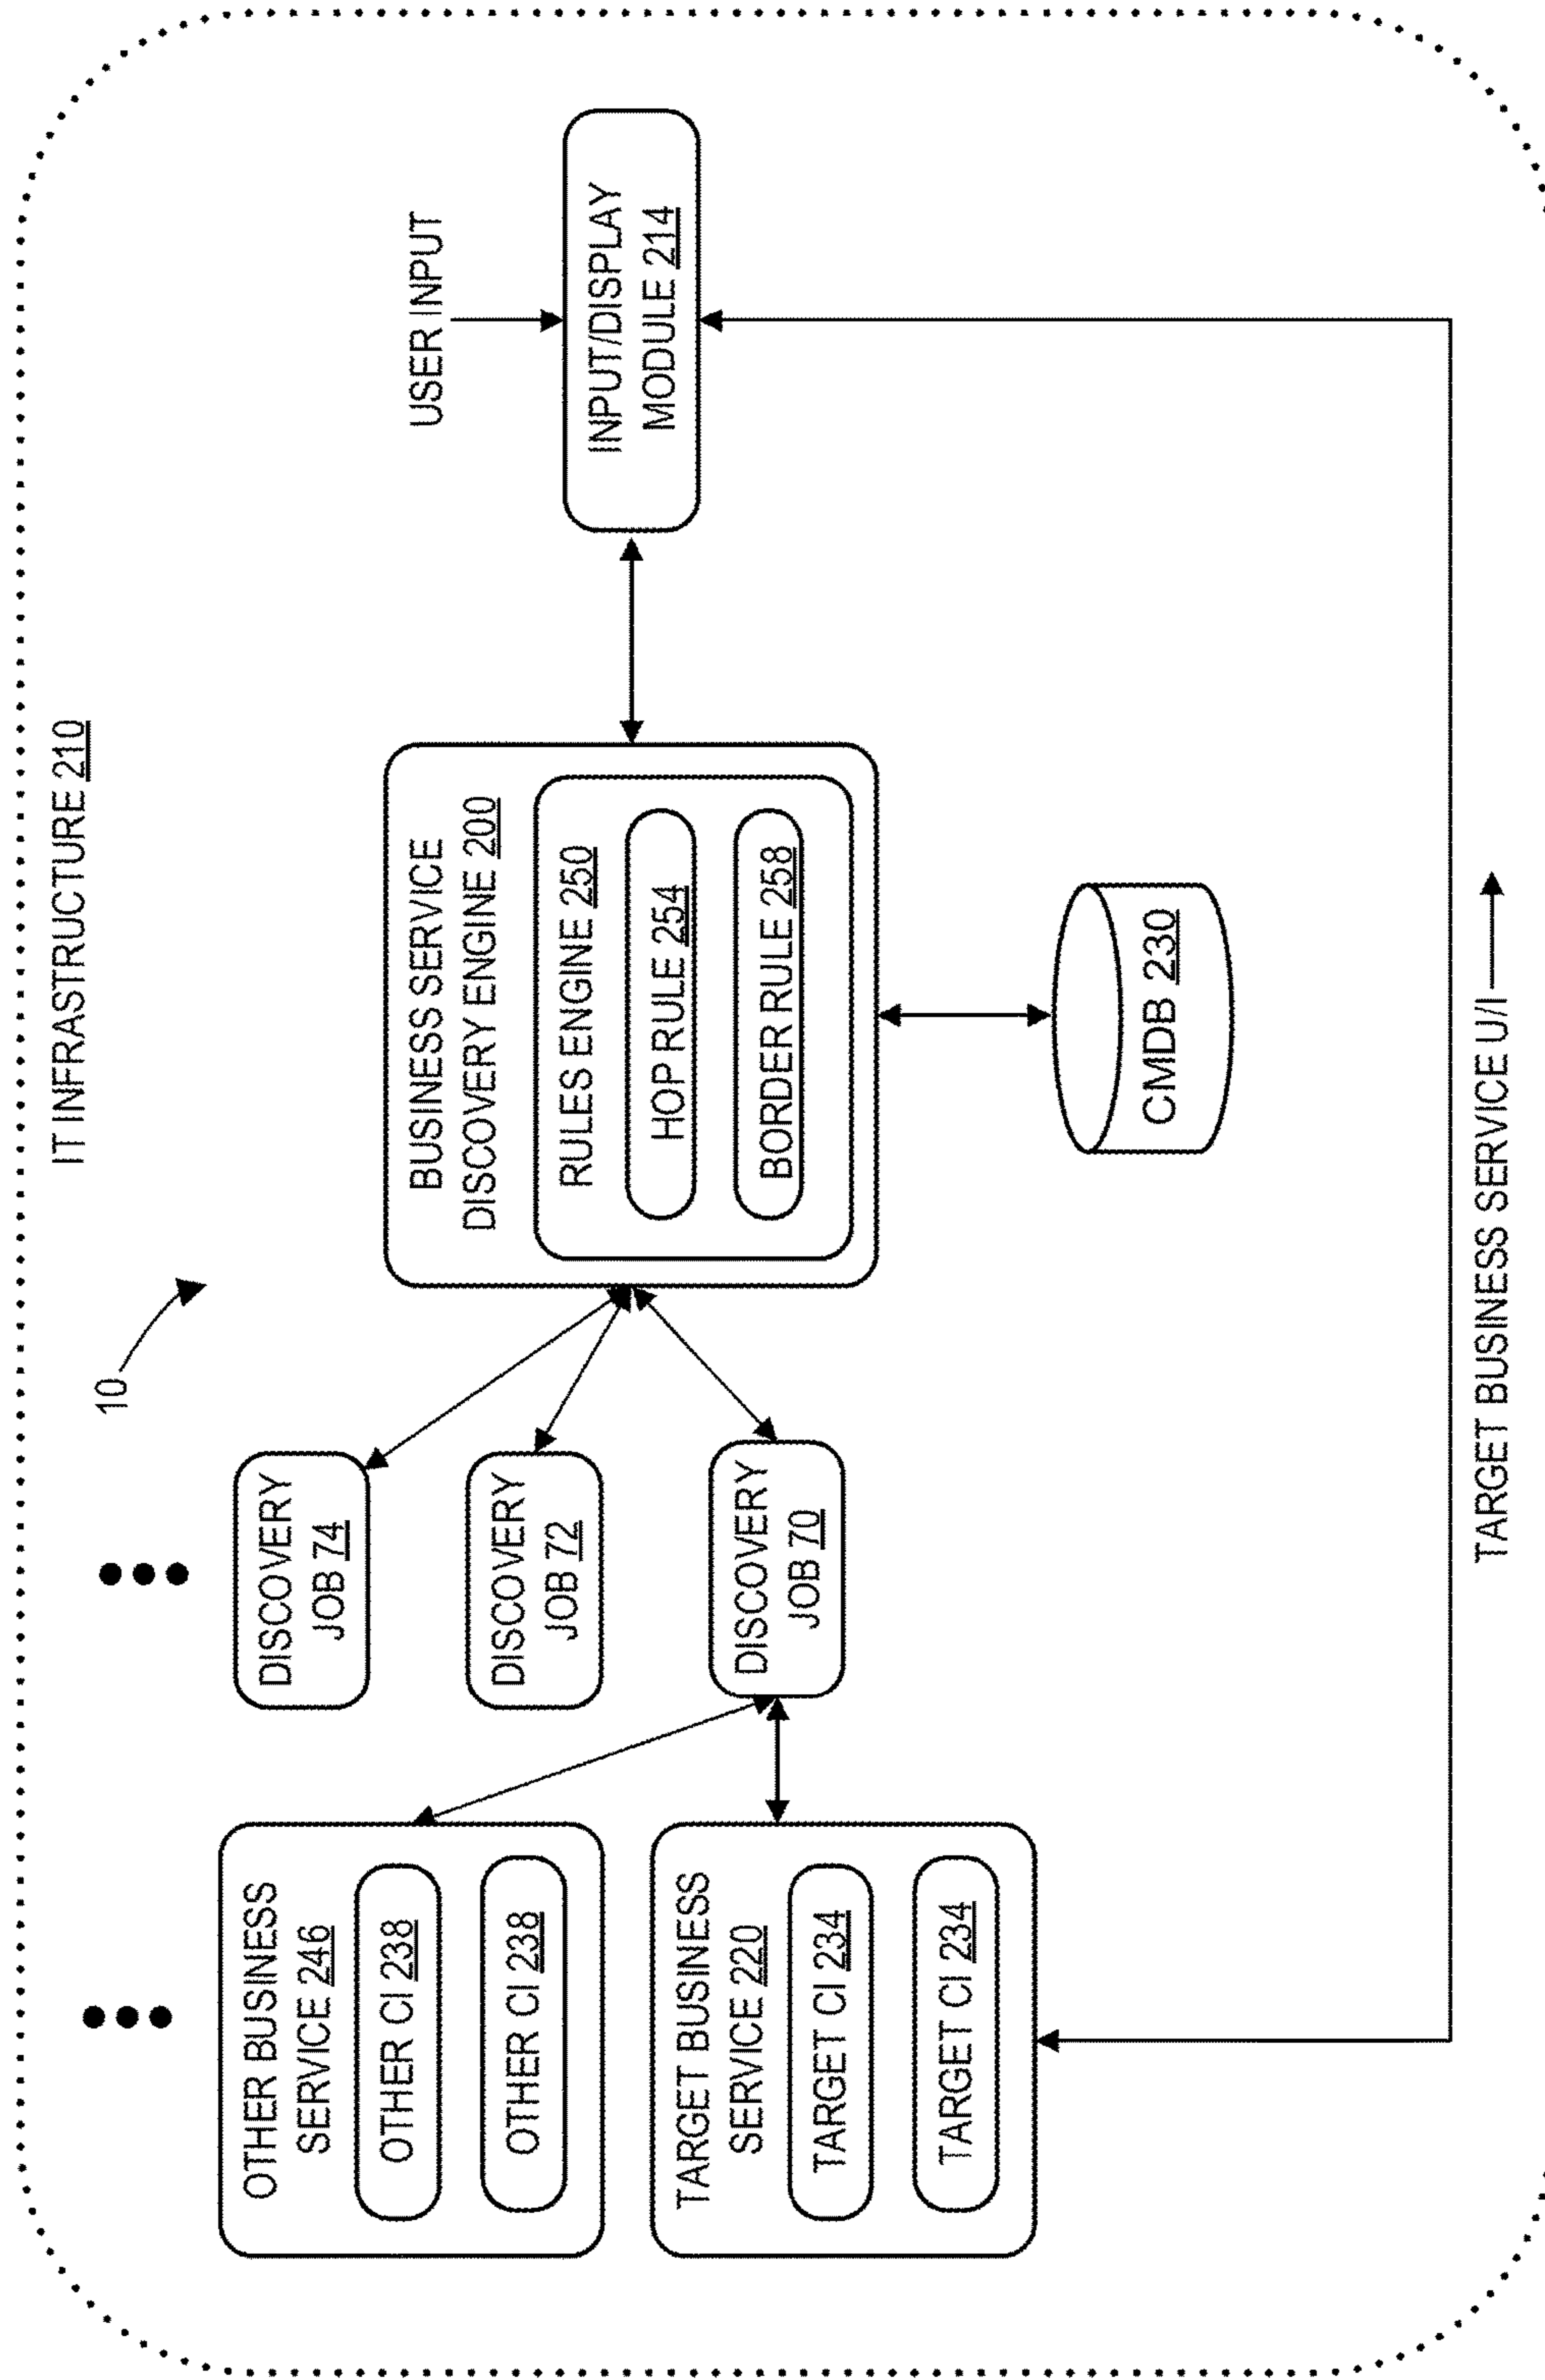 IT INFRASTRUCTURE 210
10
OTHER BUSINESS
SERVICE 246
OTHER CI 238
OTHER CI 238
TARGET BUSINESS
SERVICE 220
TARGET CI 234
TARGET CI 234
DISCOVERY
JOB 74
DISCOVERY
JOB 72
DISCOVERY
JOB 70
BUSINESS SERVICE
DISCOVERY ENGINE 200
RULES ENGINE 250
HOP RULE 254
BORDER RULE 258
CMDB 230
USER INPUT
INPUT/DISPLAY
MODULE 214
TARGET BUSINESS SERVICE U/I